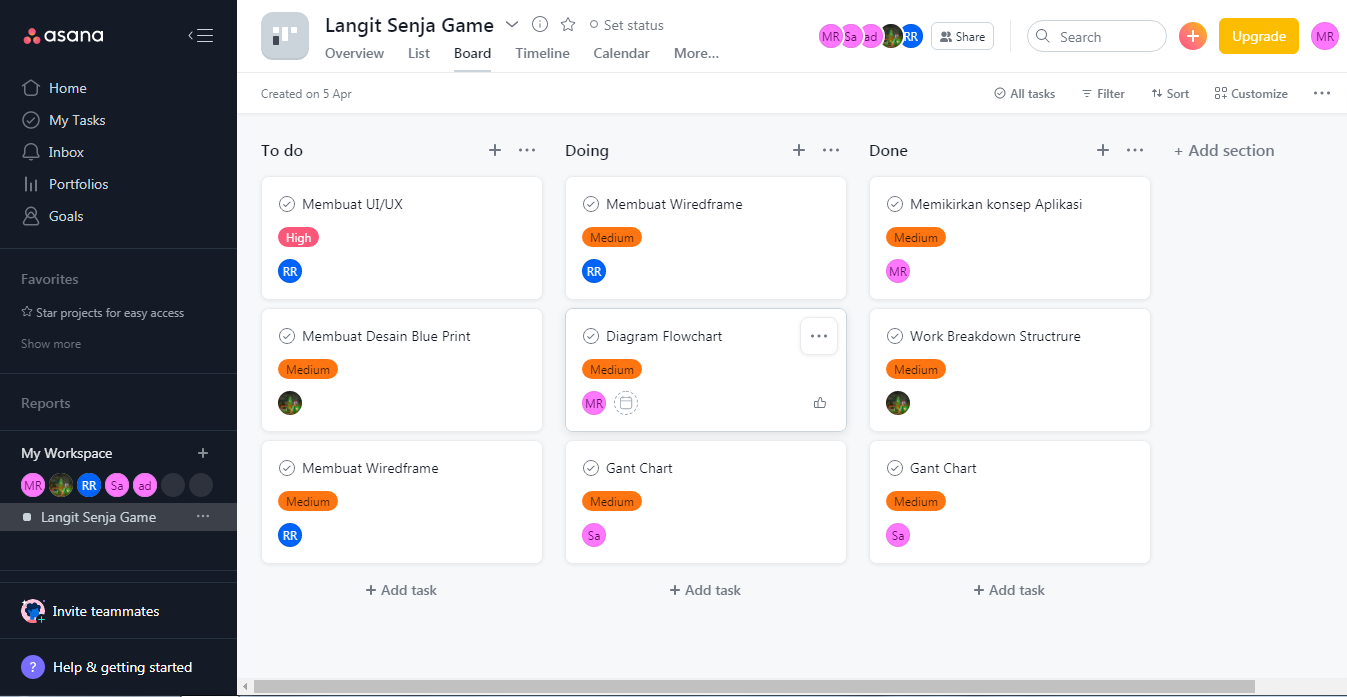 asana
Home
My Tasks
Inbox
Portfolios
Goals
Favorites
Star projects for easy access
Show more
Reports
My Workspace +
MR RR Sa ad
Langit Senja Game ...
Invite teammates
? Help & getting started
Langit Senja Game Set status
Overview List Board Timeline Calendar More...
MR Sa ad RR Share Search + Upgrade MR
Created on 5 Apr
All tasks Filter Sort Customize ...
To do + ...
Membuat UI/UX
High
RR
Membuat Desain Blue Print
Medium
Membuat Wiredframe
Medium
RR
+ Add task
Doing + ...
Membuat Wiredframe
Medium
RR
Diagram Flowchart ...
Medium
MR
Gant Chart
Medium
Sa
+ Add task
Done + ...
Memikirkan konsep Aplikasi
Medium
MR
Work Breakdown Structrure
Medium
Gant Chart
Medium
Sa
+ Add task
+ Add section